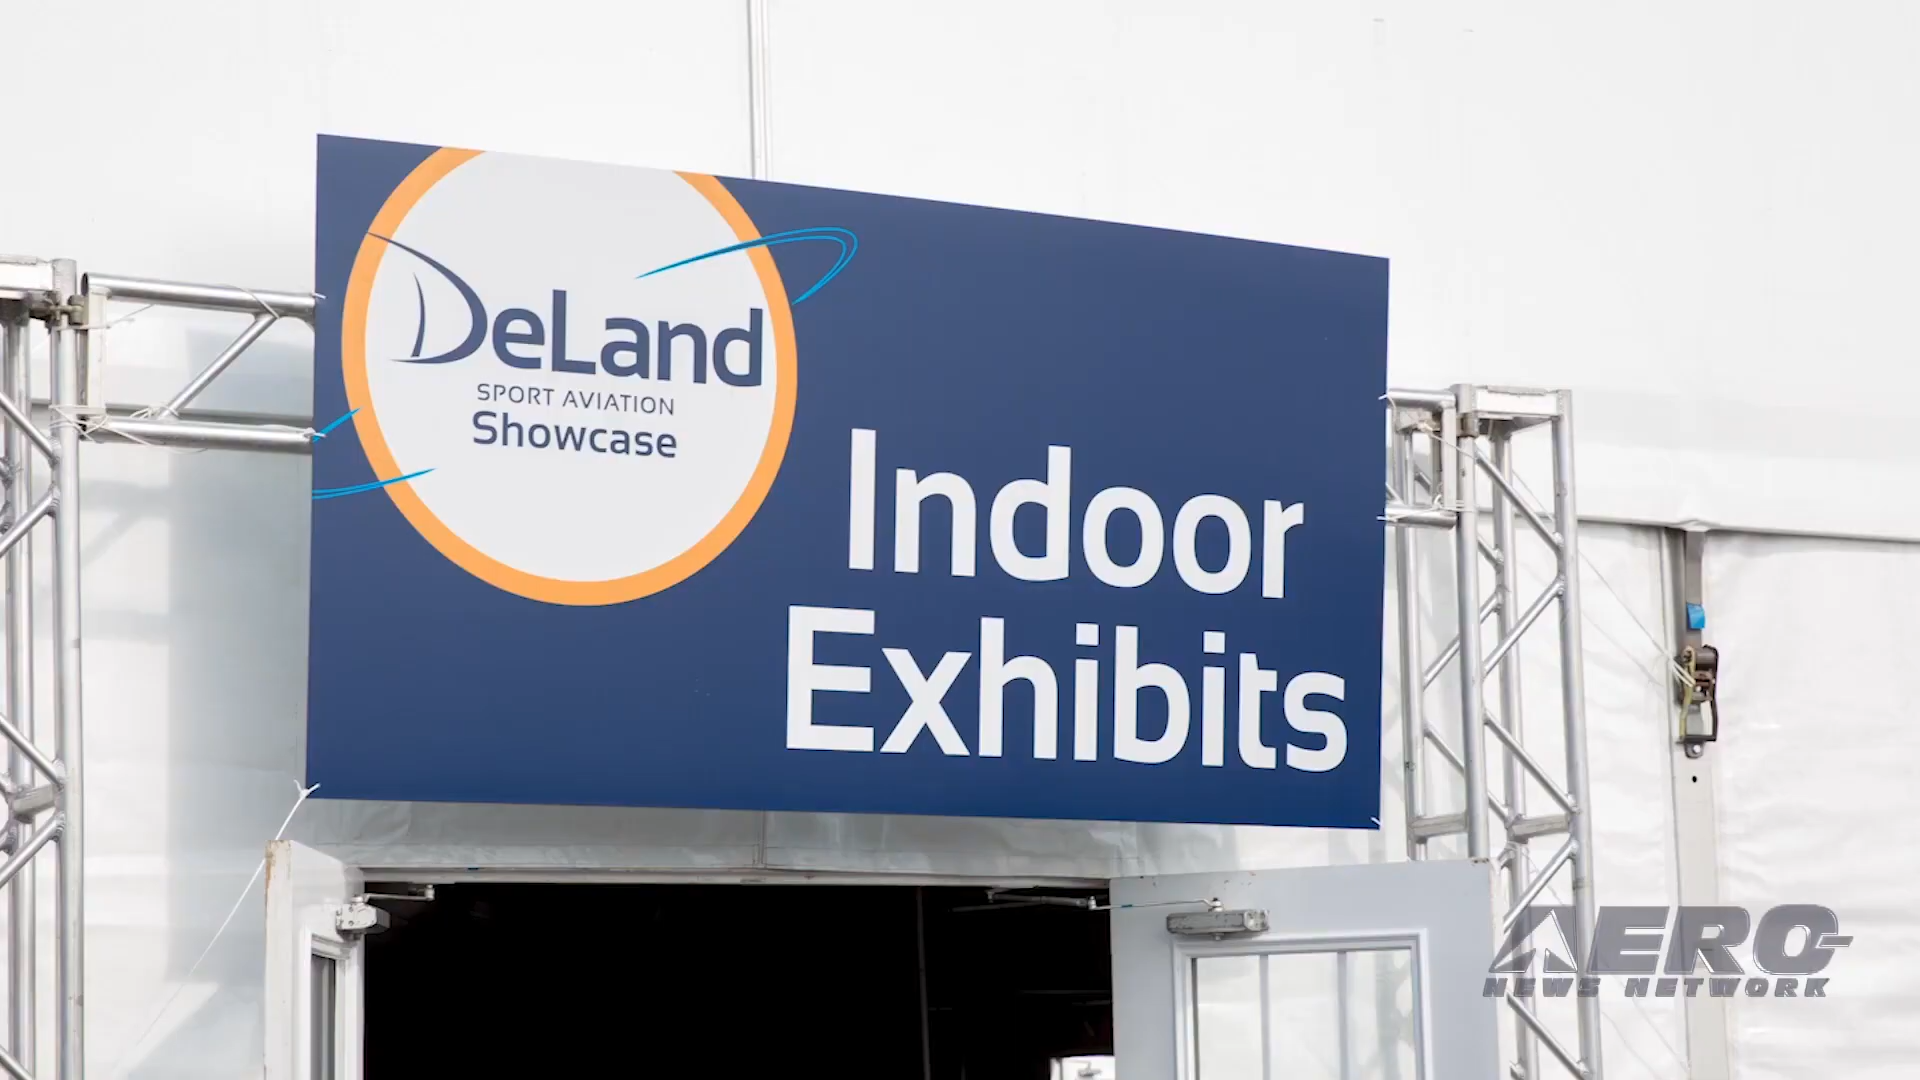 DeLand
SPORT AVIATION
Showcase
Indoor
Exhibits
AERO-
NEWS NETWORK